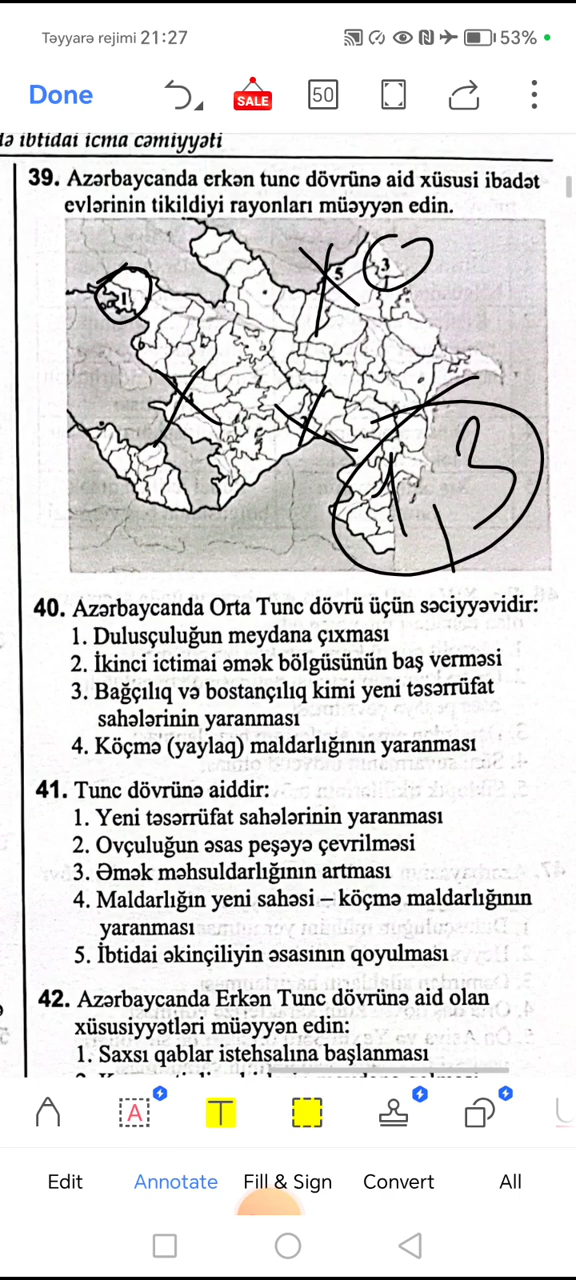 Təyyarə rejimi 21:27
53%
Done
SALE
50
ibtidai icma cəmiyyəti
39. Azərbaycanda erkən tunc dövrünə aid xüsusi ibadət
evlərinin tikildiyi rayonları müəyyən edin.
1
5
3
1,3
40. Azərbaycanda Orta Tunc dövrü üçün səciyyəvidir:
1. Dulusçuluğun meydana çıxması
2. İkinci ictimai əmək bölgüsünün baş verməsi
3. Bağçılıq və bostançılıq kimi yeni təsərrüfat
sahələrinin yaranması
4. Köçmə (yaylaq) maldarlığının yaranması
41. Tunc dövrünə aiddir:
1. Yeni təsərrüfat sahələrinin yaranması
2. Ovçuluğun əsas peşəyə çevrilməsi
3. Əmək məhsuldarlığının artması
4. Maldarlığın yeni sahəsi – köçmə maldarlığının
yaranması
5. İbtidai əkinçiliyin əsasının qoyulması
42. Azərbaycanda Erkən Tunc dövrünə aid olan
xüsusiyyətləri müəyyən edin:
1. Saxsı qablar istehsalına başlanması
A
T
Edit
Annotate
Fill & Sign
Convert
All